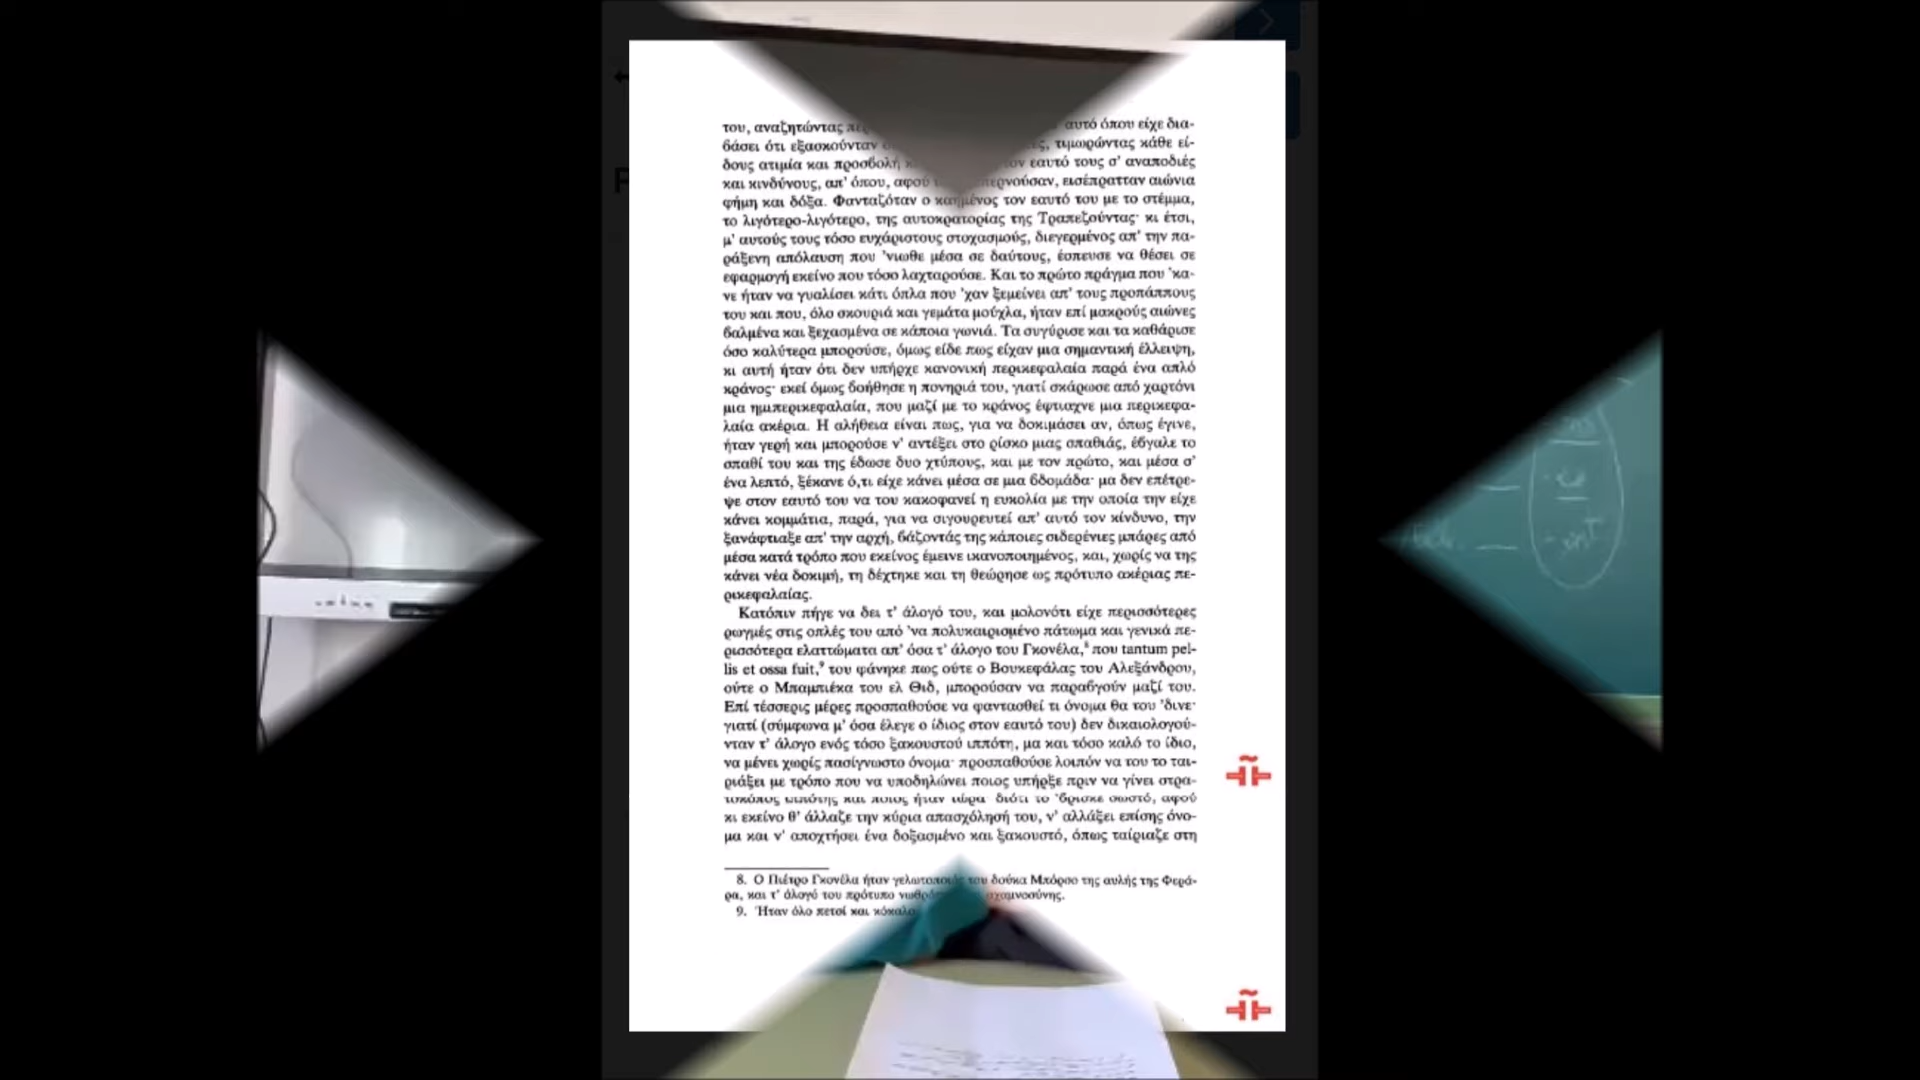 του, αναζητώντας αυτό όπου είχε δια-
βάσει ότι εξασκούνταν τιμωρώντας κάθε εί-
δους ατιμία και προσβολή εαυτό τους σ' αναποδιές
και κινδύνους, απ' όπου, αφού εισέπρατταν αιώνια
φήμη και δόξα. Φανταζόταν ο καημένος τον εαυτό του με το στέμμα,
το λιγότερο-λιγότερο, της αυτοκρατορίας της Τραπεζούντας· κι έτσι,
μ' αυτούς τους τόσο ευχάριστους στοχασμούς, διεγερμένος απ' την πα-
ράξενη απόλαυση που 'νιωθε μέσα σε δαύτους, έσπευσε να θέσει σε
εφαρμογή εκείνο που τόσο λαχταρούσε. Και το πρώτο πράγμα που 'κα-
νε ήταν να γυαλίσει κάτι όπλα που 'χαν ξεμείνει απ' τους προπάππους
του και που, όλο σκουριά και γεμάτα μούχλα, ήταν επί μακρούς αιώνες
βαλμένα και ξεχασμένα σε κάποια γωνιά. Τα συγύρισε και τα καθάρισε
όσο καλύτερα μπορούσε, όμως είδε πως είχαν μια σημαντική έλλειψη,
κι αυτή ήταν ότι δεν υπήρχε κανονική περικεφαλαία παρά ένα απλό
κράνος· εκεί όμως βοήθησε η πονηριά του, γιατί σκάρωσε από χαρτόνι
μια ημιπερικεφαλαία, που μαζί με το κράνος έφτιαχνε μια περικεφα-
λαία ακέρια. Η αλήθεια είναι πως, για να δοκιμάσει αν, όπως έγινε,
ήταν γερή και μπορούσε ν' αντέξει στο ρίσκο μιας σπαθιάς, έβγαλε το
σπαθί του και της έδωσε δυο χτύπους, και με τον πρώτο, και μέσα σ'
ένα λεπτό, ξέκανε ό,τι είχε κάνει μέσα σε μια βδομάδα· μα δεν επέτρε-
ψε στον εαυτό του να του κακοφανεί η ευκολία με την οποία την είχε
κάνει κομμάτια, παρά, για να σιγουρευτεί απ' αυτό τον κίνδυνο, την
ξανάφτιαξε απ' την αρχή, βάζοντάς της κάποιες σιδερένιες μπάρες από
μέσα κατά τρόπο που εκείνος έμεινε ικανοποιημένος, και, χωρίς να της
κάνει νέα δοκιμή, τη δέχτηκε και τη θεώρησε ως πρότυπο ακέριας πε-
ρικεφαλαίας.
Κατόπιν πήγε να δει τ' άλογό του, και μολονότι είχε περισσότερες
ρωγμές στις οπλές του από 'να πολυκαιρισμένο πάτωμα και γενικά πε-
ρισσότερα ελαττώματα απ' όσα τ' άλογο του Γκονέλα,⁸ που tantum pel-
lis et ossa fuit,⁹ του φάνηκε πως ούτε ο Βουκεφάλας του Αλεξάνδρου,
ούτε ο Μπαμπιέκα του ελ Θιδ, μπορούσαν να παραβγούν μαζί του.
Επί τέσσερις μέρες προσπαθούσε να φαντασθεί τι όνομα θα του 'δινε·
γιατί (σύμφωνα μ' όσα έλεγε ο ίδιος στον εαυτό του) δεν δικαιολογού-
νταν τ' άλογο ενός τόσο ξακουστού ιππότη, μα και τόσο καλό το ίδιο,
να μένει χωρίς πασίγνωστο όνομα· προσπαθούσε λοιπόν να του το ται-
ριάξει με τρόπο που να υποδηλώνει ποιος υπήρξε πριν να γίνει στρα-
τοκόπος ιππότης και ποιος ήταν τώρα· διότι το 'βρισκε σωστό, αφού
κι εκείνο θ' άλλαζε την κύρια απασχόλησή του, ν' αλλάξει επίσης όνο-
μα και ν' αποχτήσει ένα δοξασμένο και ξακουστό, όπως ταίριαζε στη
8. Ο Πιέτρο Γκονέλα ήταν γελωτοποιός του δούκα Μπόρσο της αυλής της Φερά-
ρα, και τ' άλογό του πρότυπο αχαμνοσύνης.
9. Ήταν όλο πετσί και κόκαλο